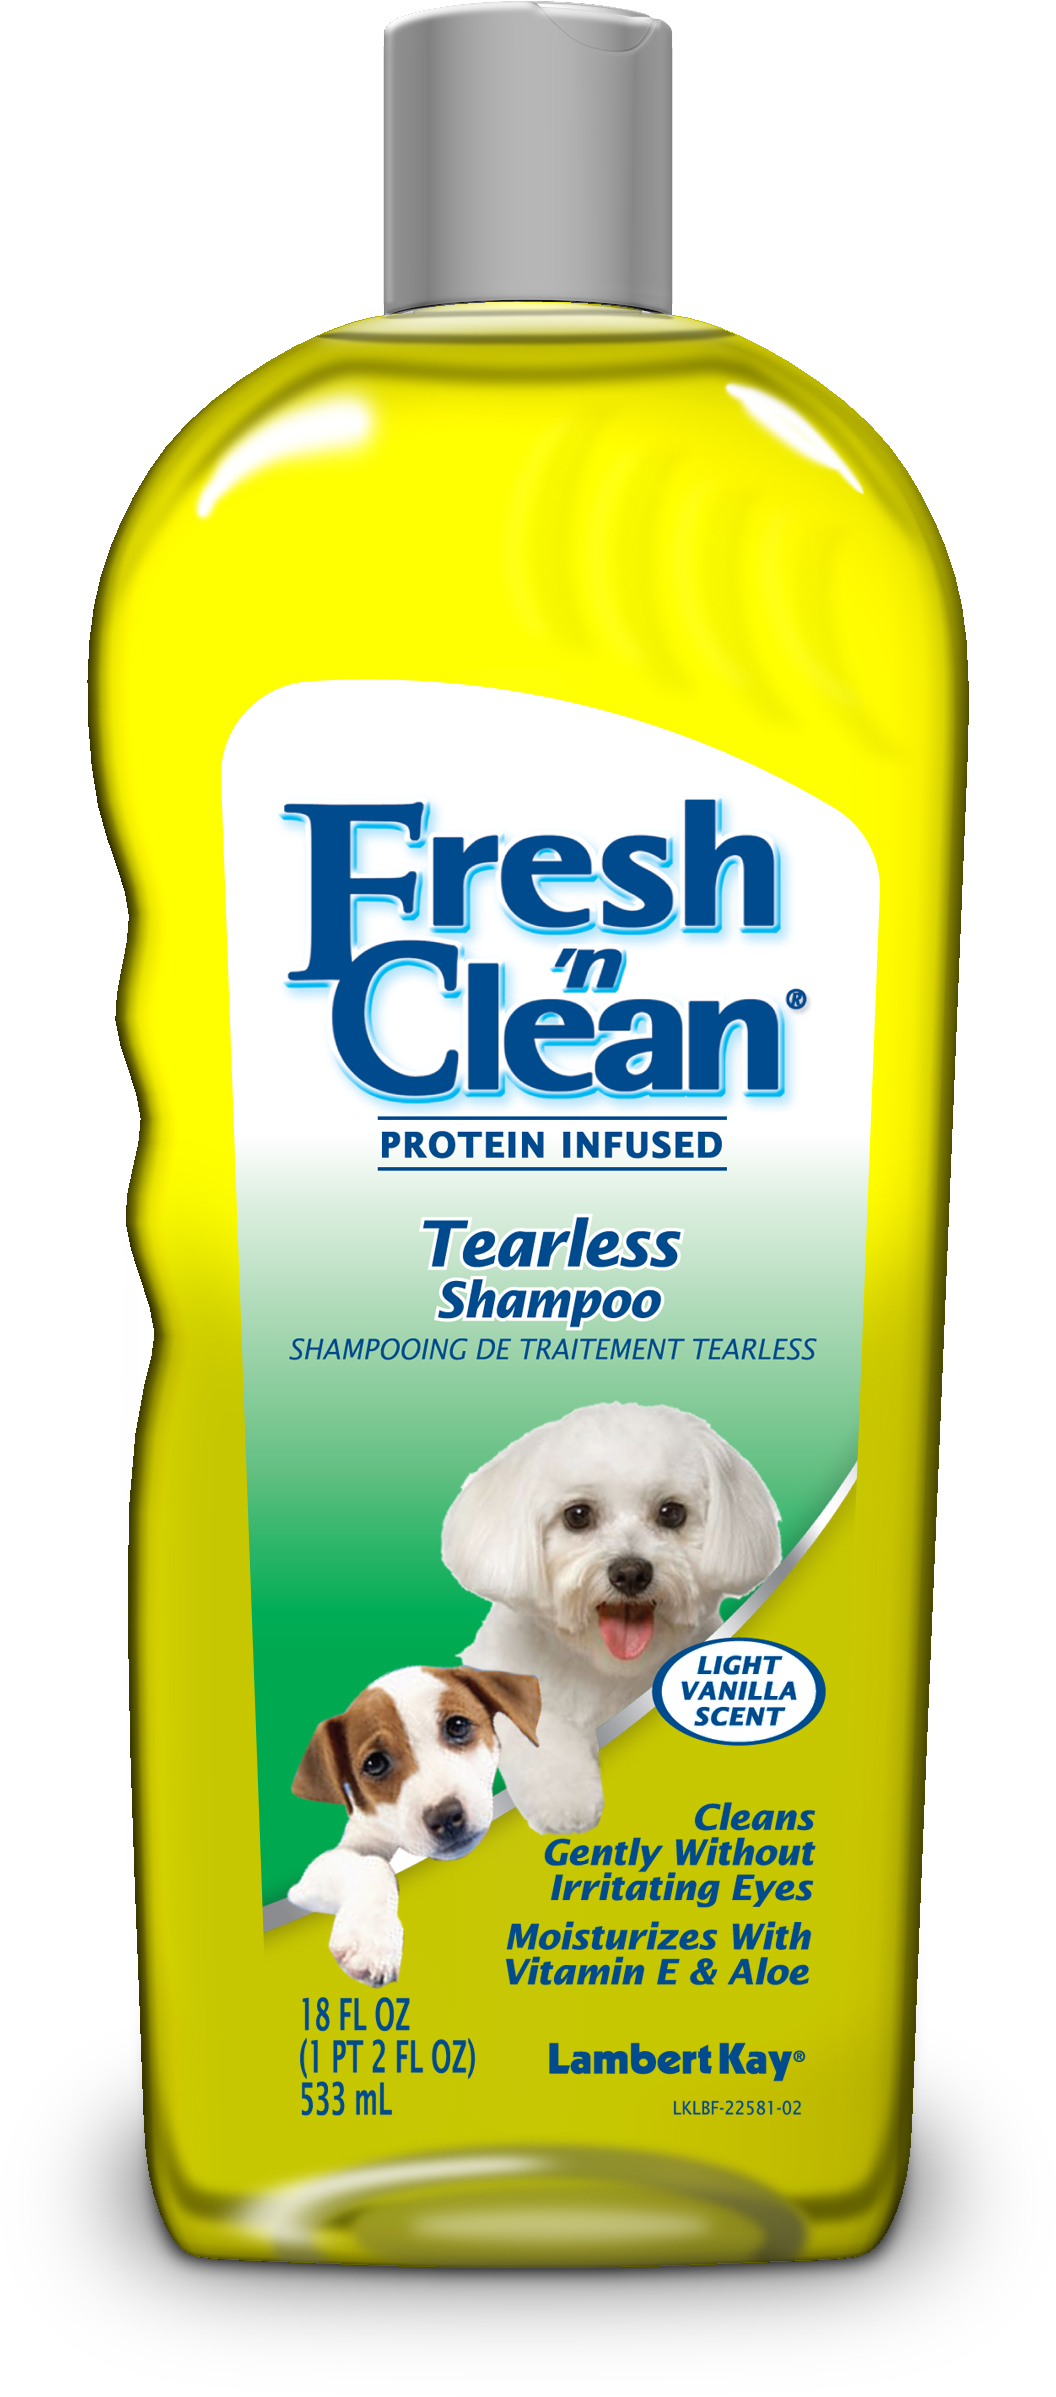 Fresh
'n
Clean®
PROTEIN INFUSED
Tearless
Shampoo
SHAMPOOING DE TRAITEMENT TEARLESS
LIGHT
VANILLA
SCENT
Cleans
Gently Without
Irritating Eyes
Moisturizes With
Vitamin E & Aloe
18 FL OZ
(1 PT 2 FL OZ)
533 mL
LambertKay®
LKLBF-22581-02